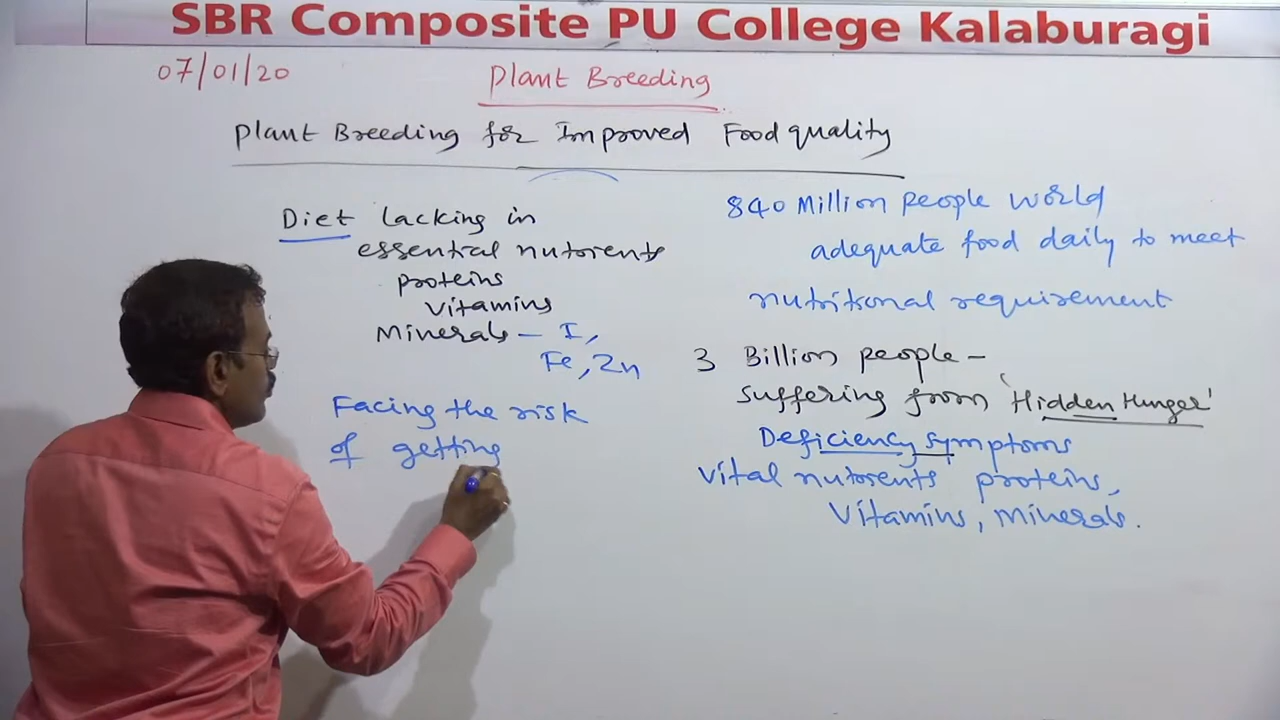 SBR Composite PU College Kalaburagi
07/01/20
Plant Breeding
Plant Breeding for Improved Food quality
Diet lacking in
essential nutrients
proteins
vitamins
Minerals - I,
Fe, Zn
Facing the risk
of getting
840 Million people world
adequate food daily to meet
nutritional requirement
3 Billion people -
suffering from 'Hidden Hunger'
Deficiency symptoms
Vital nutrients proteins,
Vitamins, Minerals.